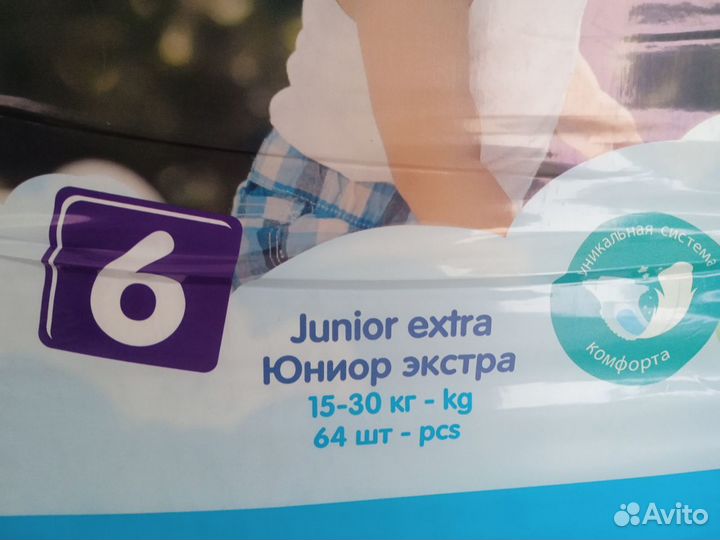 6
Junior extra
Юниор экстра
15-30 кг - kg
64 шт - pcs
уникальная система
комфорта
Avito